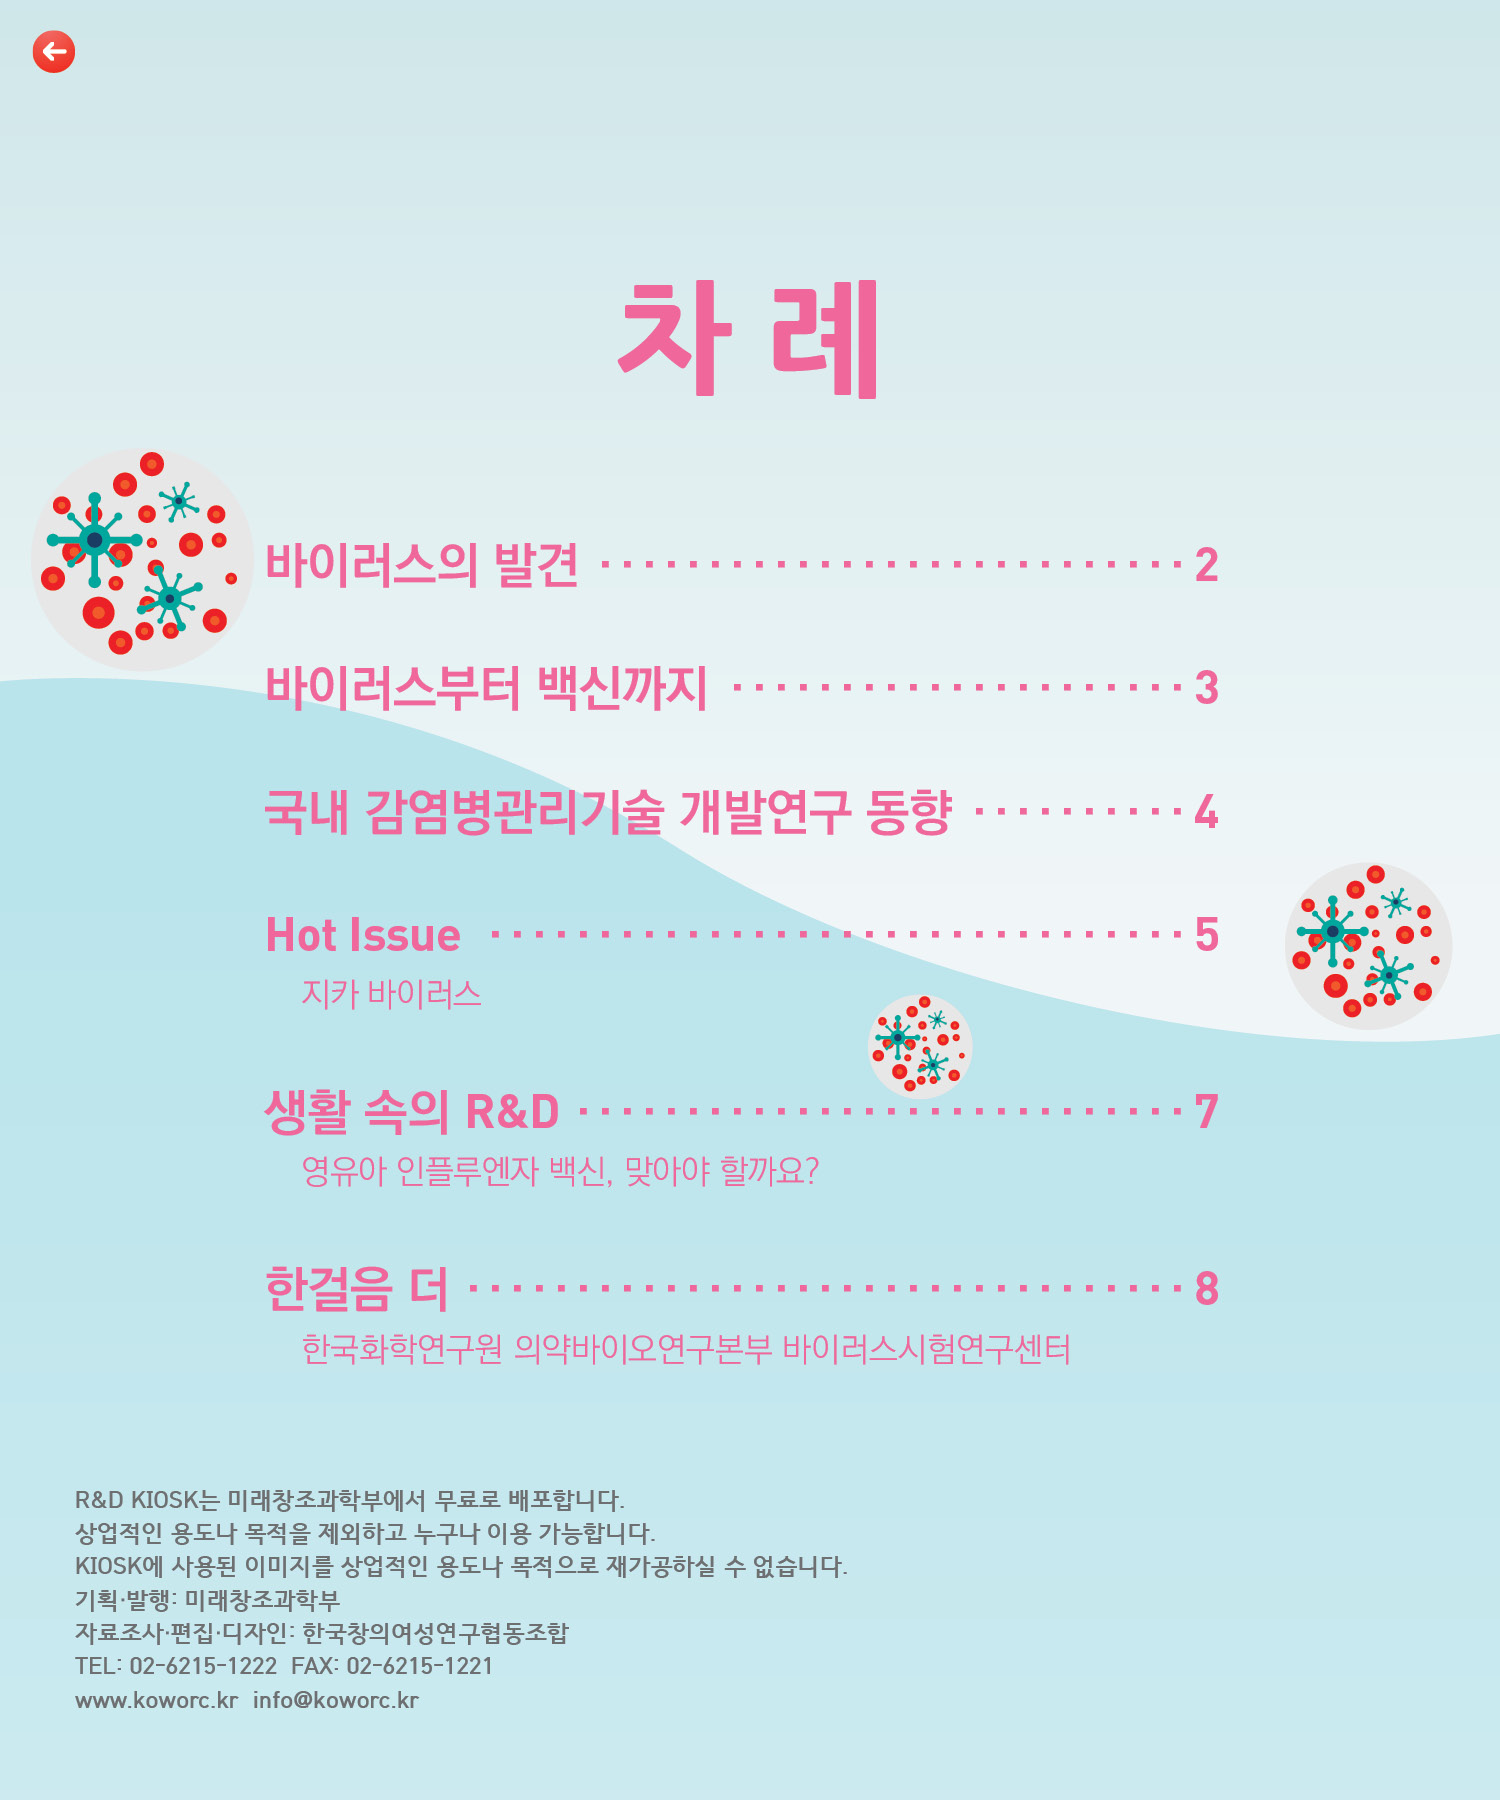 차 례
바이러스의 발견 ··························· 2
바이러스부터 백신까지 ····················· 3
국내 감염병관리기술 개발연구 동향 ·········· 4
Hot Issue ································ 5
지카 바이러스
생활 속의 R&D ···························· 7
영유아 인플루엔자 백신, 맞아야 할까요?
한걸음 더 ································· 8
한국화학연구원 의약바이오연구본부 바이러스시험연구센터
R&D KIOSK는 미래창조과학부에서 무료로 배포합니다.
상업적인 용도나 목적을 제외하고 누구나 이용 가능합니다.
KIOSK에 사용된 이미지를 상업적인 용도나 목적으로 재가공하실 수 없습니다.
기획·발행: 미래창조과학부
자료조사·편집·디자인: 한국창의여성연구협동조합
TEL: 02-6215-1222 FAX: 02-6215-1221
www.koworc.kr info@koworc.kr